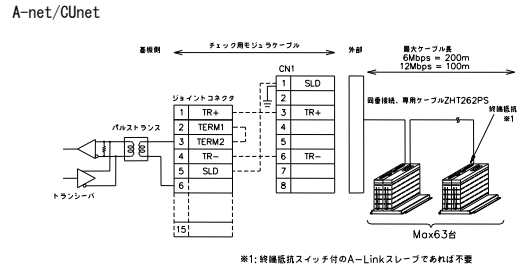 A-net/CUnet
基板側
チェック用モジュラケーブル
外部
最大ケーブル長
6Mbps = 200m
12Mbps = 100m
CN1
1 SLD
2
3 TR+
4
5
6 TR−
7
8
ジョイントコネクタ
1 TR+
2 TERM1
3 TERM2
4 TR−
5 SLD
6
15
パルストランス
トランシーバ
同番接続、専用ケーブルZHT262PS
終端抵抗
※1
Max63台
※1: 終端抵抗スイッチ付のA−Linkスレーブであれば不要